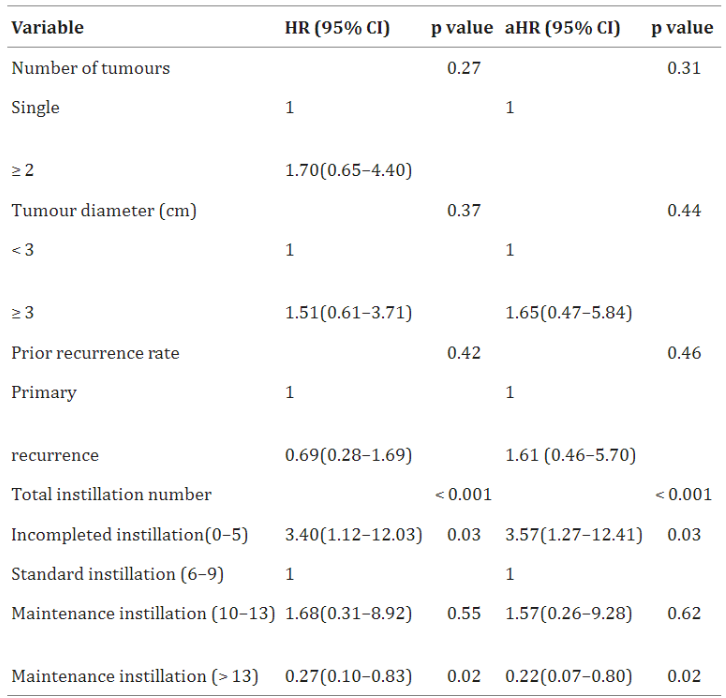 Variable HR (95% CI) p value aHR (95% CI) p value
Number of tumours 0.27 0.31
Single 1 1
≥ 2 1.70(0.65–4.40)
Tumour diameter (cm) 0.37 0.44
< 3 1 1
≥ 3 1.51(0.61–3.71) 1.65(0.47–5.84)
Prior recurrence rate 0.42 0.46
Primary 1 1
recurrence 0.69(0.28–1.69) 1.61 (0.46–5.70)
Total instillation number < 0.001 < 0.001
Incompleted instillation(0–5) 3.40(1.12–12.03) 0.03 3.57(1.27–12.41) 0.03
Standard instillation (6–9) 1 1
Maintenance instillation (10–13) 1.68(0.31–8.92) 0.55 1.57(0.26–9.28) 0.62
Maintenance instillation (> 13) 0.27(0.10–0.83) 0.02 0.22(0.07–0.80) 0.02